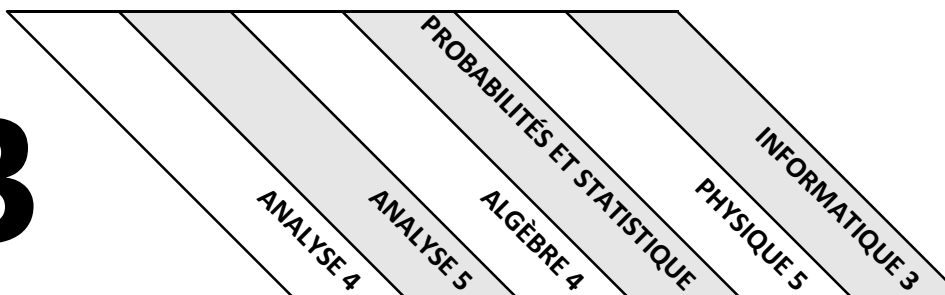 3
ANALYSE 4
ANALYSE 5
ALGÈBRE 4
PROBABILITÉS ET STATISTIQUE
PHYSIQUE 5
INFORMATIQUE 3